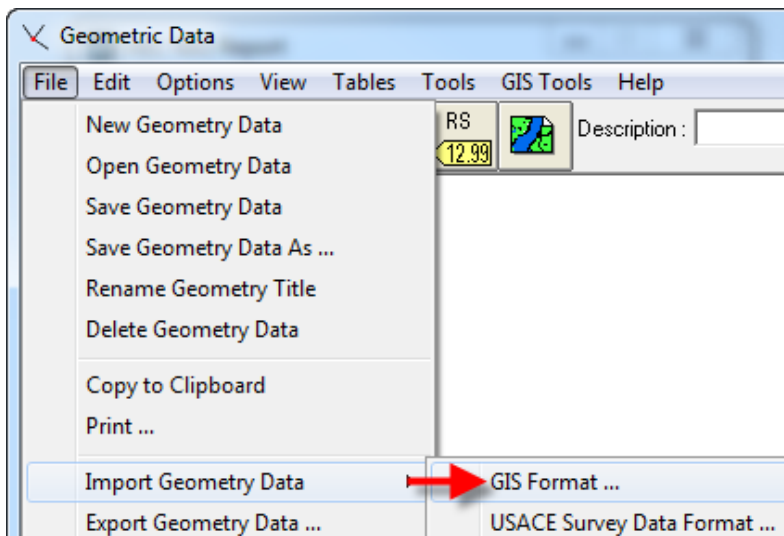 Geometric Data
File Edit Options View Tables Tools GIS Tools Help
RS
12.99
Description :
New Geometry Data
Open Geometry Data
Save Geometry Data
Save Geometry Data As ...
Rename Geometry Title
Delete Geometry Data
Copy to Clipboard
Print ...
Import Geometry Data
GIS Format ...
Export Geometry Data ...
USACE Survey Data Format ...